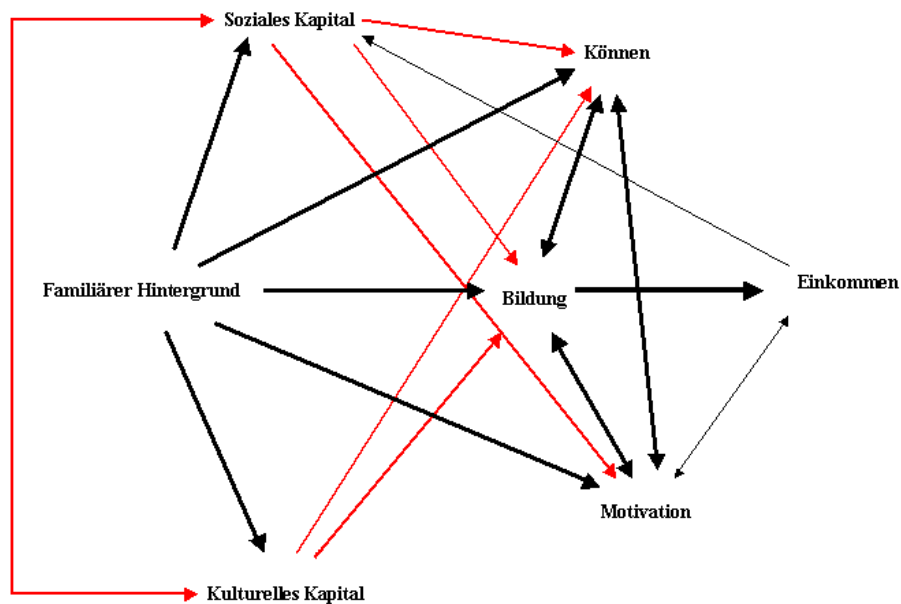 Soziales Kapital
Können
Familiärer Hintergrund
Bildung
Einkommen
Motivation
Kulturelles Kapital